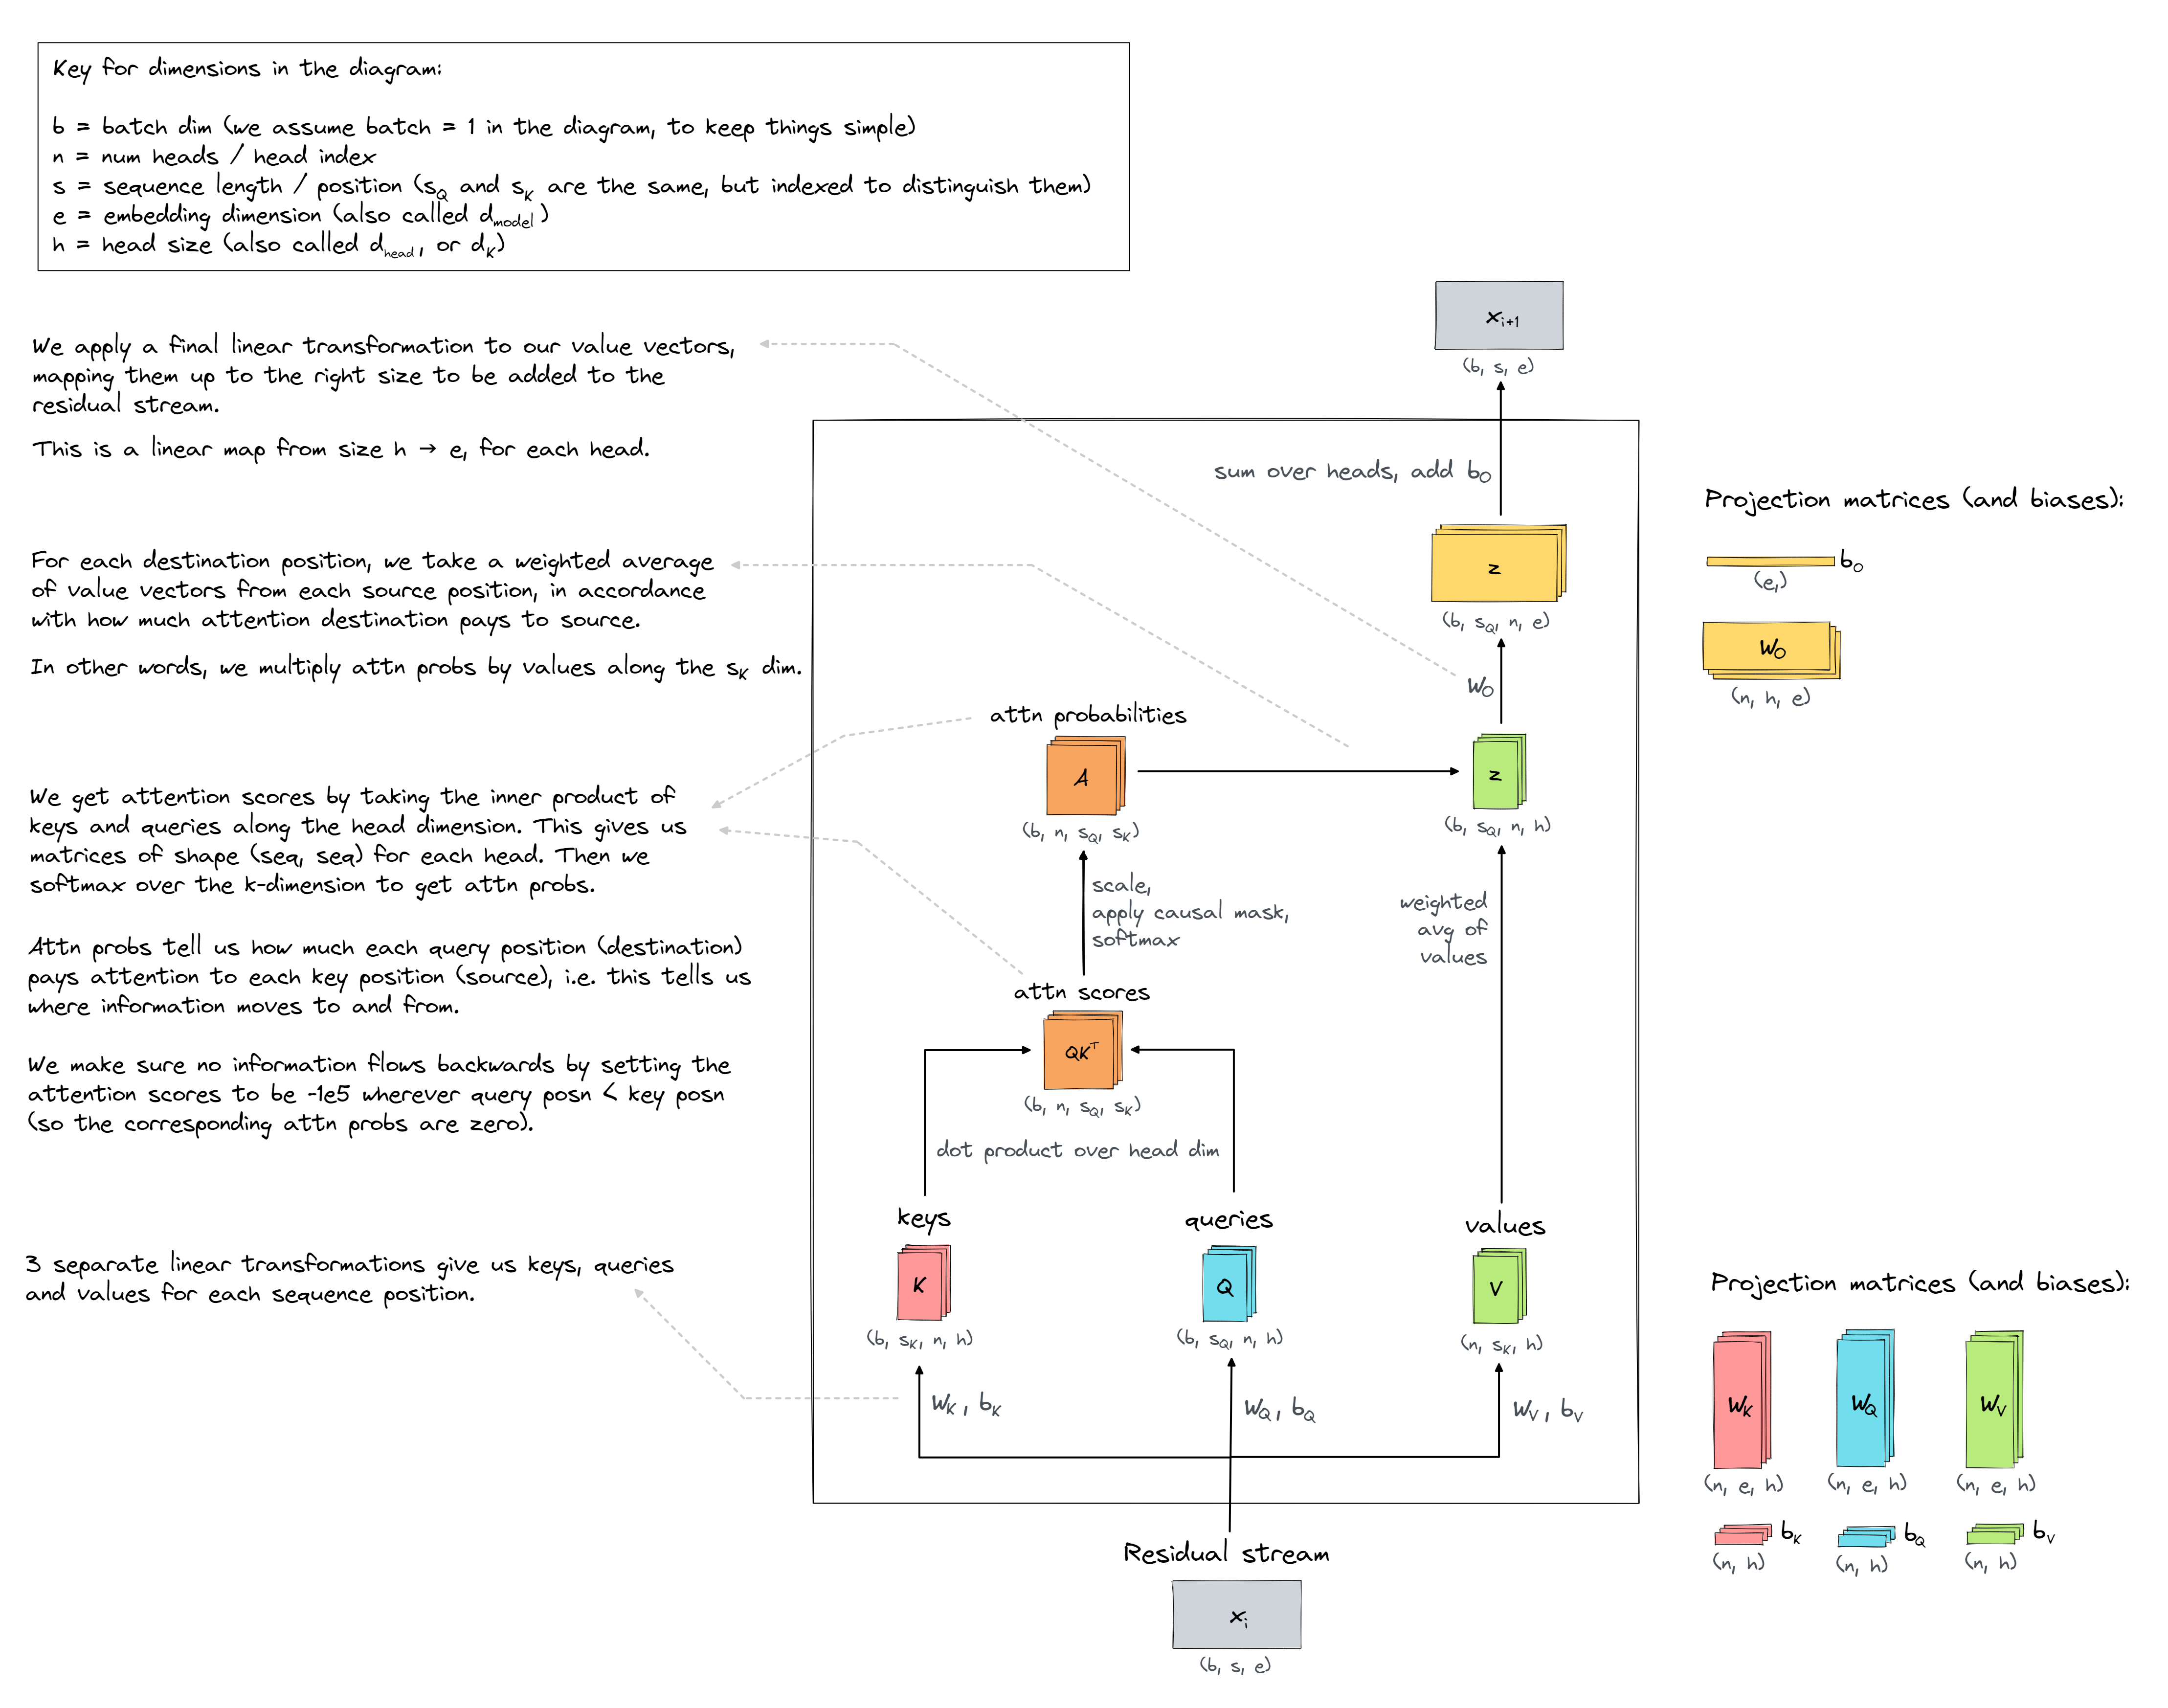 Key for dimensions in the diagram:
b = batch dim (we assume batch = 1 in the diagram, to keep things simple)
n = num heads / head index
s = sequence length / position (s_Q and s_K are the same, but indexed to distinguish them)
e = embedding dimension (also called d_model)
h = head size (also called d_head, or d_K)
x_i+1
(b, s, e)
We apply a final linear transformation to our value vectors,
mapping them up to the right size to be added to the
residual stream.
This is a linear map from size h → e, for each head.
sum over heads, add b_O
z
(b, s_Q, n, e)
Projection matrices (and biases):
b_O
(e,)
W_O
(n, h, e)
For each destination position, we take a weighted average
of value vectors from each source position, in accordance
with how much attention destination pays to source.
In other words, we multiply attn probs by values along the s_K dim.
W_O
attn probabilities
A
(b, n, s_Q, s_K)
z
(b, s_Q, n, h)
We get attention scores by taking the inner product of
keys and queries along the head dimension. This gives us
matrices of shape (seq, seq) for each head. Then we
softmax over the k-dimension to get attn probs.
scale,
apply causal mask,
softmax
weighted
avg of
values
Attn probs tell us how much each query position (destination)
pays attention to each key position (source), i.e. this tells us
where information moves to and from.
attn scores
QK^T
(b, n, s_Q, s_K)
We make sure no information flows backwards by setting the
attention scores to be -1e5 wherever query posn < key posn
(so the corresponding attn probs are zero).
dot product over head dim
keys
K
(b, s_K, n, h)
queries
Q
(b, s_Q, n, h)
values
V
(n, s_K, h)
3 separate linear transformations give us keys, queries
and values for each sequence position.
W_K, b_K
W_Q, b_Q
W_V, b_V
Projection matrices (and biases):
W_K
W_Q
W_V
(n, e, h)
(n, e, h)
(n, e, h)
b_K
b_Q
b_V
(n, h)
(n, h)
(n, h)
Residual stream
x_i
(b, s, e)